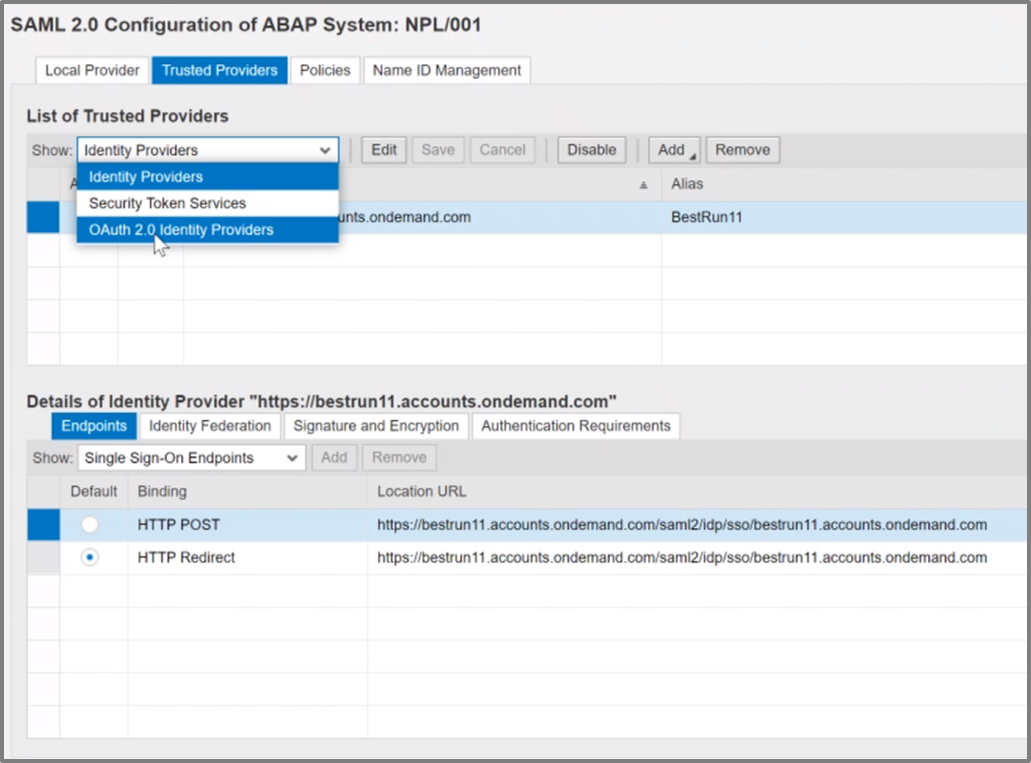 SAML 2.0 Configuration of ABAP System: NPL/001
Local Provider Trusted Providers Policies Name ID Management
List of Trusted Providers
Show: Identity Providers Edit Save Cancel Disable Add Remove
Identity Providers
Alias
Security Token Services
unts.ondemand.com BestRun11
OAuth 2.0 Identity Providers
Details of Identity Provider "https://bestrun11.accounts.ondemand.com"
Endpoints Identity Federation Signature and Encryption Authentication Requirements
Show: Single Sign-On Endpoints Add Remove
Default Binding Location URL
HTTP POST https://bestrun11.accounts.ondemand.com/saml2/idp/sso/bestrun11.accounts.ondemand.com
HTTP Redirect https://bestrun11.accounts.ondemand.com/saml2/idp/sso/bestrun11.accounts.ondemand.com